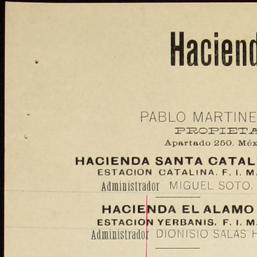 Haciend
PABLO MARTINE
PROPIETA
Apartado 250. Méx
HACIENDA SANTA CATAL
ESTACION CATALINA. F. I. M.
Administrador MIGUEL SOTO.
HACIENDA EL ALAMO
ESTACION YERBANIS. F. I. M.
Administrador DIONISIO SALAS H